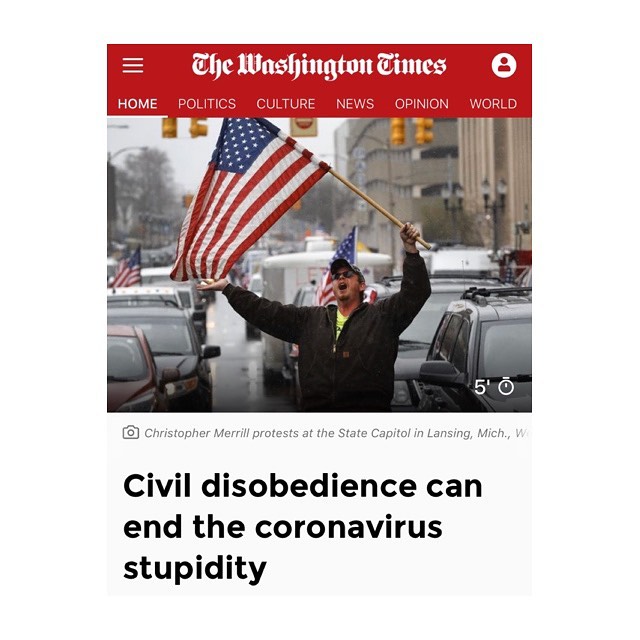 The Washington Times
HOME POLITICS CULTURE NEWS OPINION WORLD
5'
Christopher Merrill protests at the State Capitol in Lansing, Mich., W
Civil disobedience can
end the coronavirus
stupidity